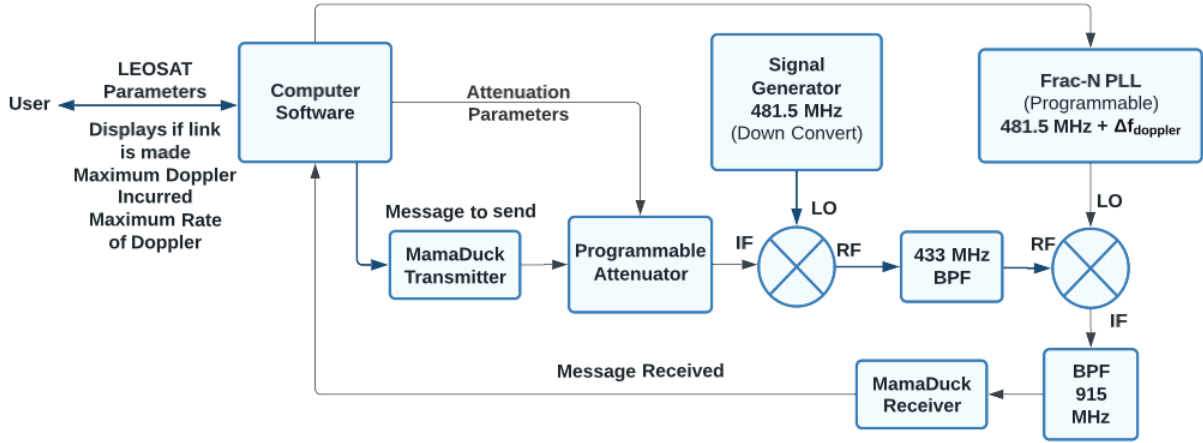 User
LEOSAT
Parameters
Displays if link
is made
Maximum Doppler
Incurred
Maximum Rate
of Doppler
Computer
Software
Attenuation
Parameters
Signal
Generator
481.5 MHz
(Down Convert)
Frac-N PLL
(Programmable)
481.5 MHz + Δfdoppler
LO
LO
Message to send
MamaDuck
Transmitter
Programmable
Attenuator
IF
RF
433 MHz
BPF
RF
IF
BPF
915
MHz
MamaDuck
Receiver
Message Received